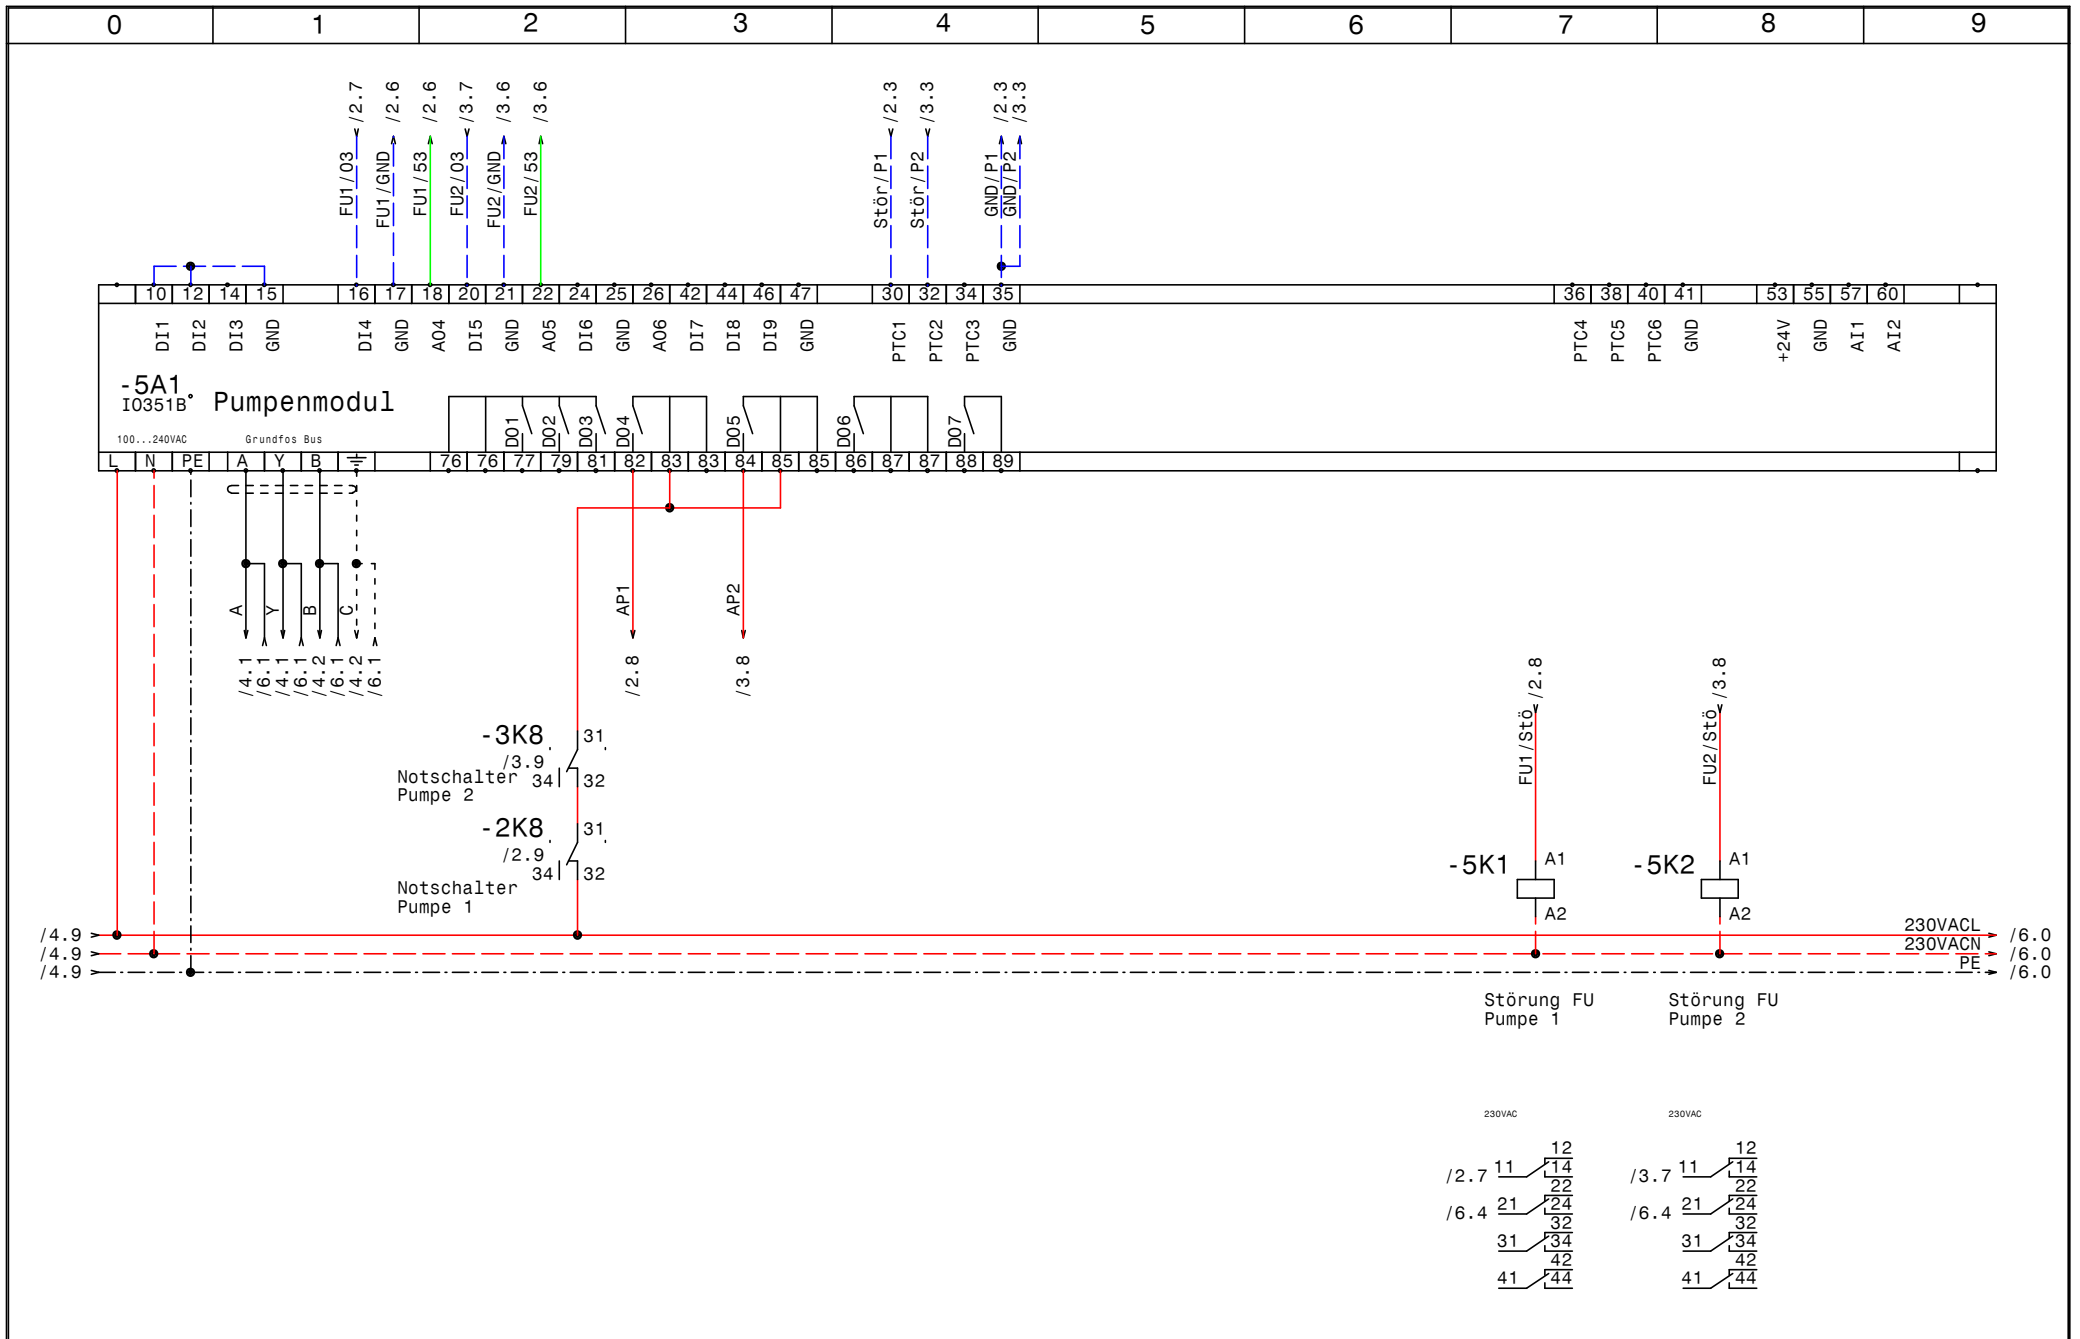 0 1 2 3 4 5 6 7 8 9
/2.7 /2.6 /2.6 /3.7 /3.6 /3.6 /2.3 /3.3 /2.3 /3.3
FU1/03 FU1/GND FU1/53 FU2/03 FU2/GND FU2/53 Stör/P1 Stör/P2 GND/P1 GND/P2
10 12 14 15 16 17 18 20 21 22 24 25 26 42 44 46 47 30 32 34 35 36 38 40 41 53 55 57 60
DI1 DI2 DI3 GND DI4 GND AO4 DI5 GND AO5 DI6 GND AO6 DI7 DI8 DI9 GND PTC1 PTC2 PTC3 GND PTC4 PTC5 PTC6 GND +24V GND AI1 AI2
-5A1
IO351B° Pumpenmodul
DO1 DO2 DO3 DO4 DO5 DO6 DO7
100...240VAC Grundfos Bus
L N PE A Y B 76 76 77 79 81 82 83 83 84 85 85 86 87 87 88 89
A Y B C AP1 AP2
/4.1 /6.1 /4.1 /6.1 /4.2 /6.1 /4.2 /6.1 /2.8 /3.8 /2.8 /3.8
FU1/Stö FU2/Stö
-3K8 31
/3.9
Notschalter 34 32
Pumpe 2
-2K8 31
/2.9
34 32
Notschalter
Pumpe 1
-5K1 A1 -5K2 A1
A2 A2
/4.9 230VACL /6.0
/4.9 230VACN /6.0
/4.9 PE /6.0
Störung FU Störung FU
Pumpe 1 Pumpe 2
230VAC 230VAC
12 12
/2.7 11 14 /3.7 11 14
22 22
/6.4 21 24 /6.4 21 24
32 32
31 34 31 34
42 42
41 44 41 44